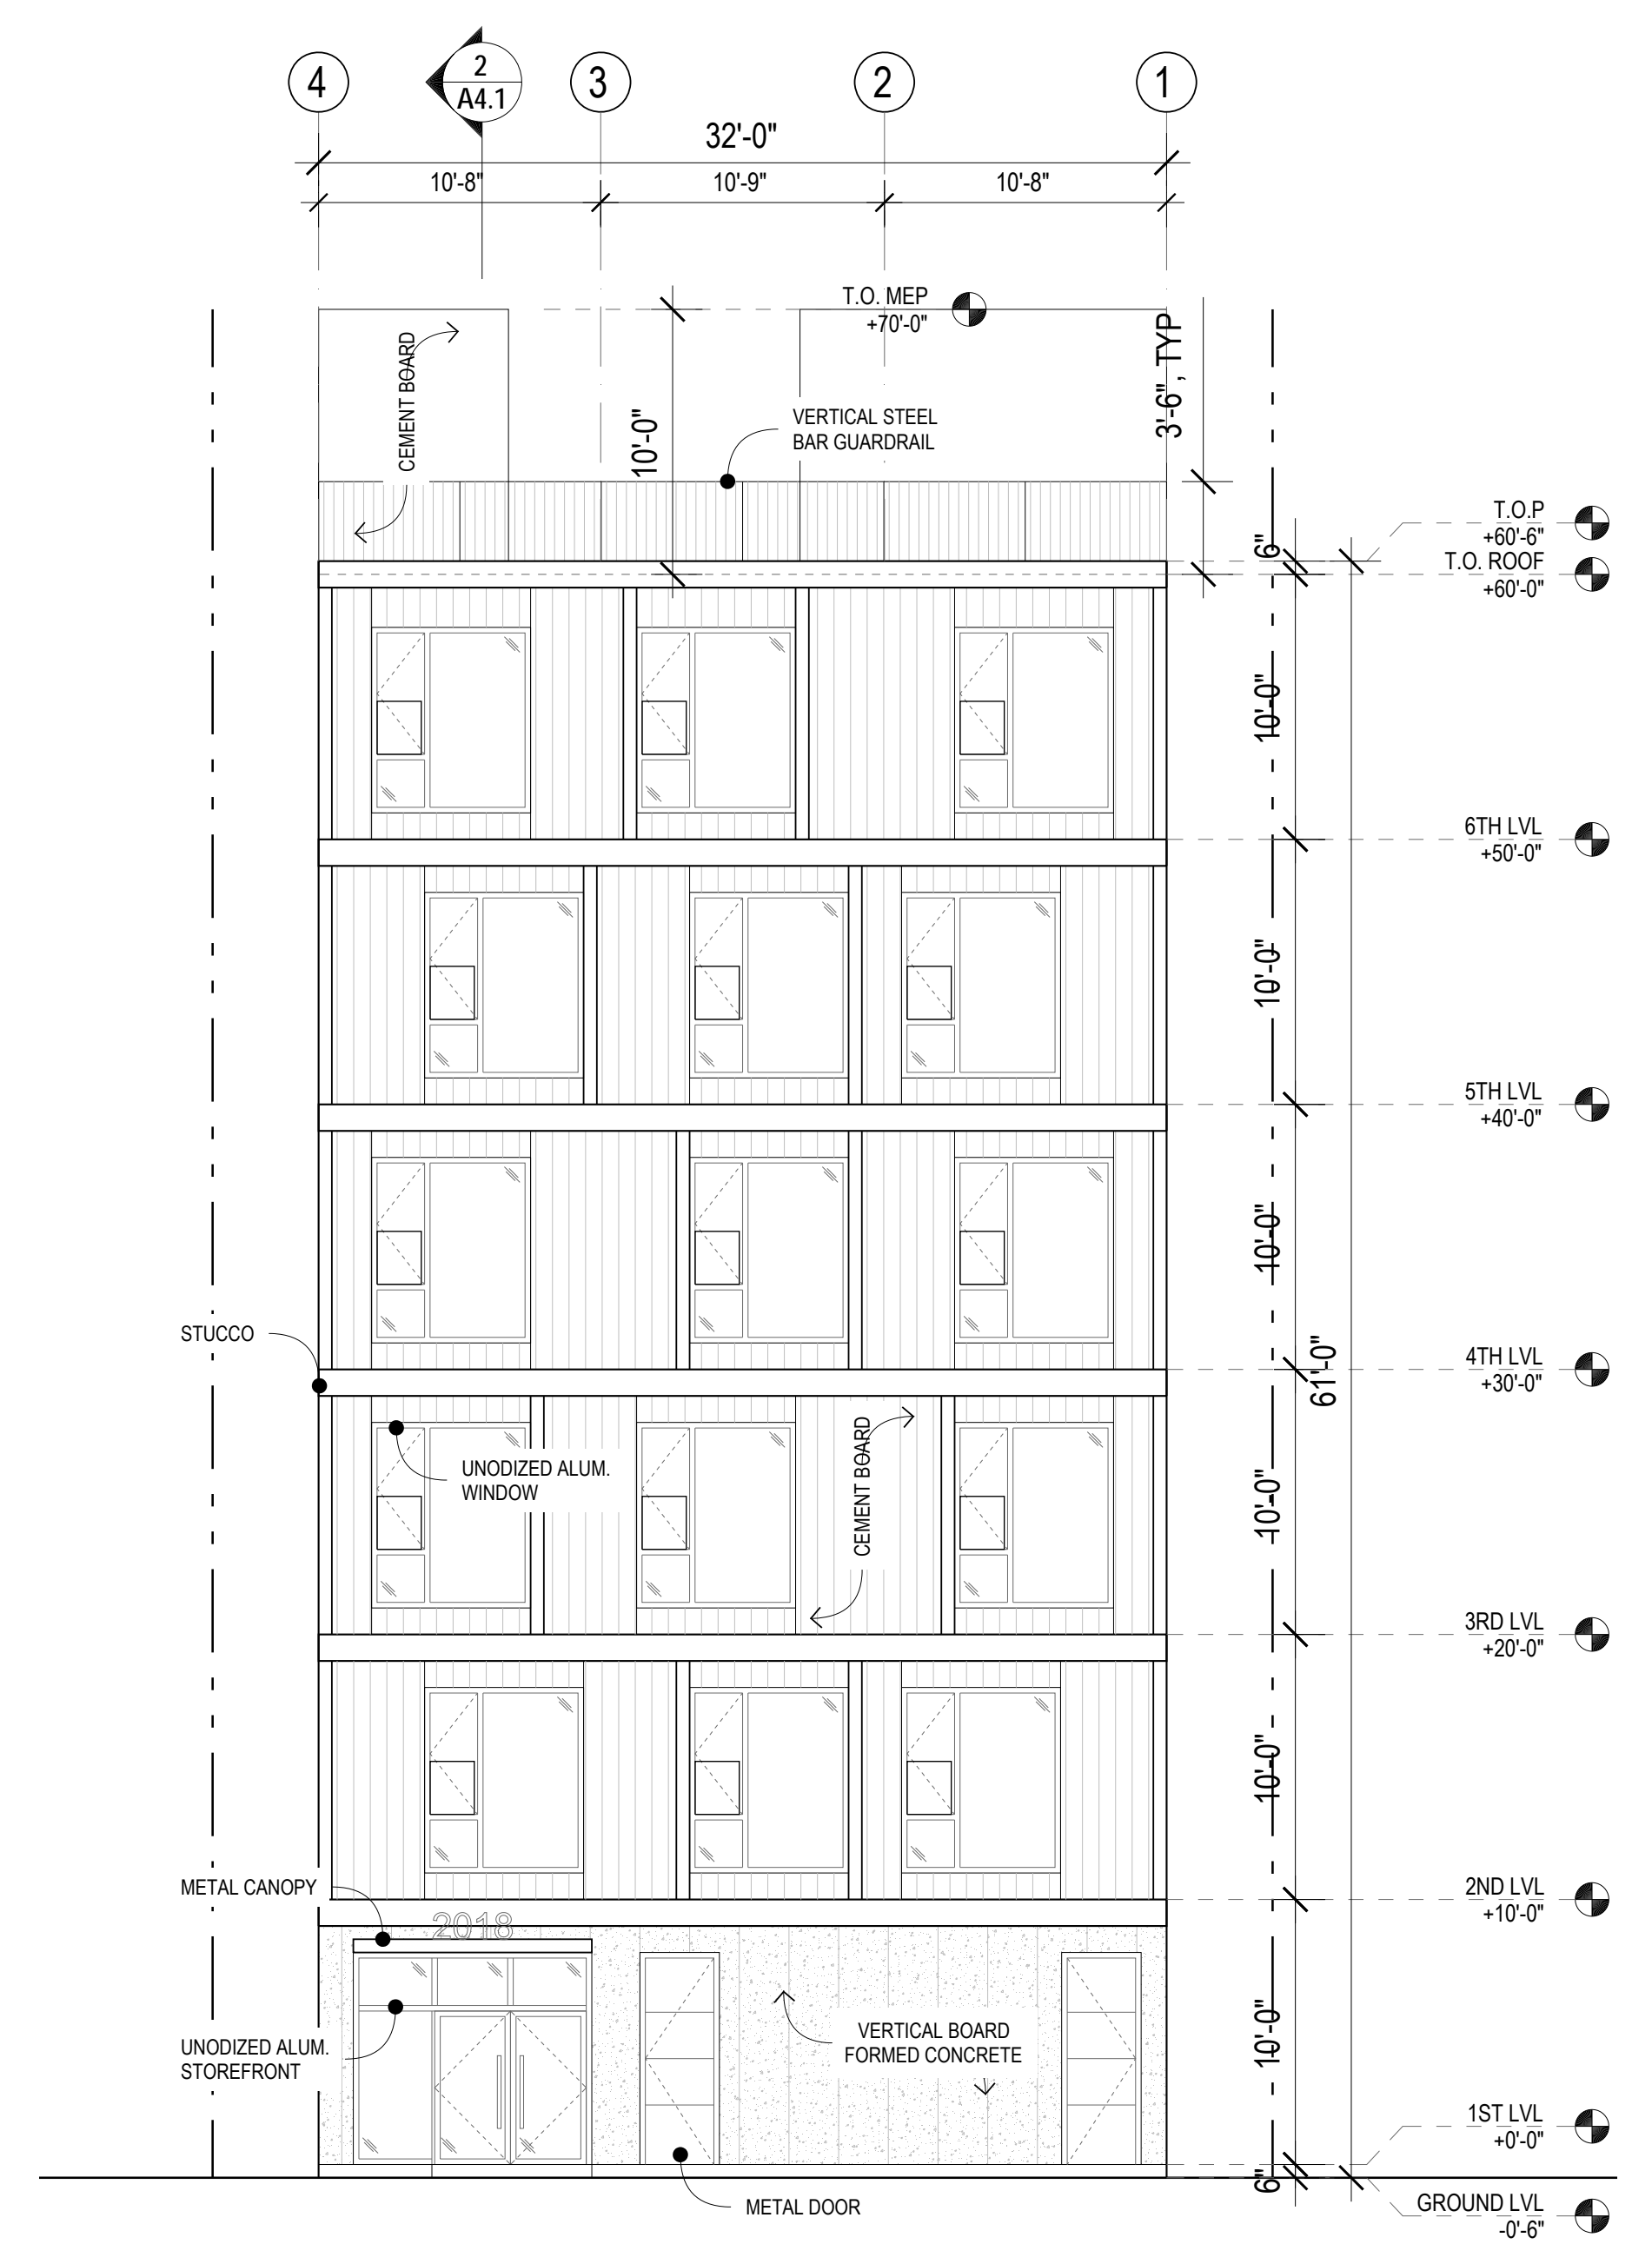 4
2
A4.1
3
2
1
32'-0"
10'-8"
10'-9"
10'-8"
T.O. MEP
+70'-0"
CEMENT BOARD
10'-0"
VERTICAL STEEL
BAR GUARDRAIL
3'-6", TYP
T.O.P
+60'-6"
6"
T.O. ROOF
+60'-0"
10'-0"
6TH LVL
+50'-0"
10'-0"
5TH LVL
+40'-0"
10'-0"
STUCCO
61'-0"
4TH LVL
+30'-0"
UNODIZED ALUM.
WINDOW
CEMENT BOARD
10'-0"
3RD LVL
+20'-0"
10'-0"
METAL CANOPY
2ND LVL
+10'-0"
2018
UNODIZED ALUM.
STOREFRONT
VERTICAL BOARD
FORMED CONCRETE
10'-0"
1ST LVL
+0'-0"
6"
METAL DOOR
GROUND LVL
-0'-6"